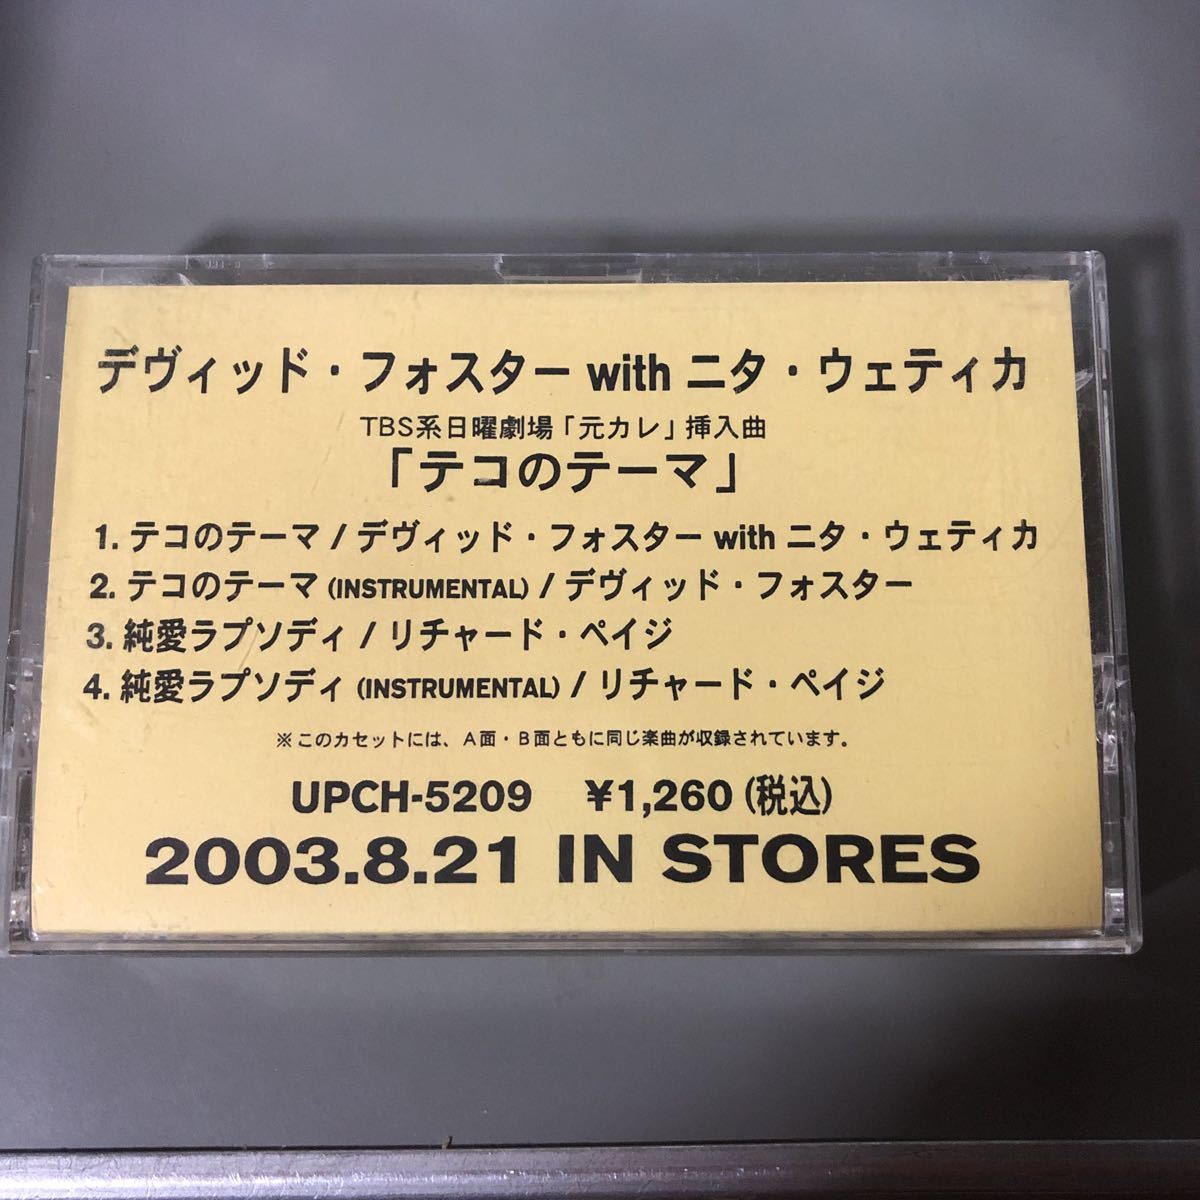 デヴィッド・フォスター with ニタ・ウェティカ
TBS系日曜劇場「元カレ」挿入曲
「テコのテーマ」
1. テコのテーマ / デヴィッド・フォスター with ニタ・ウェティカ
2. テコのテーマ (INSTRUMENTAL) / デヴィッド・フォスター
3. 純愛ラプソディ / リチャード・ペイジ
4. 純愛ラプソディ (INSTRUMENTAL) / リチャード・ペイジ
※このカセットには、A面・B面ともに同じ楽曲が収録されています。
UPCH-5209 ¥1,260 (税込)
2003.8.21 IN STORES